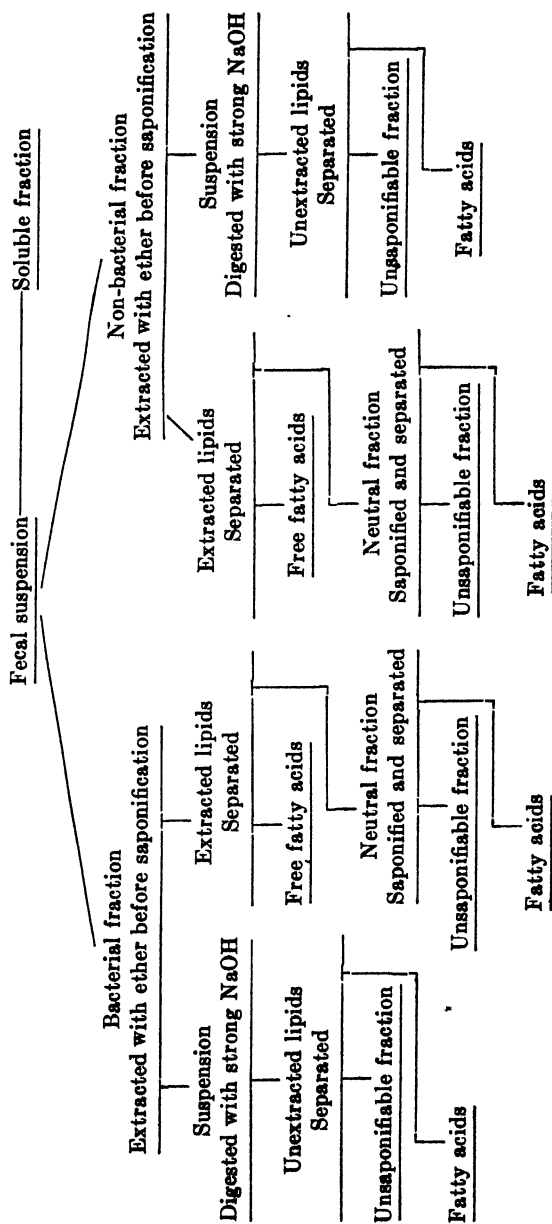 Fecal suspension
Soluble fraction
Bacterial fraction
Extracted with ether before saponification
Suspension
Digested with strong NaOH
Unextracted lipids
Separated
Unsaponifiable fraction
Fatty acids
Extracted lipids
Separated
Free fatty acids
Neutral fraction
Saponified and separated
Unsaponifiable fraction
Fatty acids
Non-bacterial fraction
Extracted with ether before saponification
Extracted lipids
Separated
Free fatty acids
Neutral fraction
Saponified and separated
Unsaponifiable fraction
Fatty acids
Suspension
Digested with strong NaOH
Unextracted lipids
Separated
Unsaponifiable fraction
Fatty acids